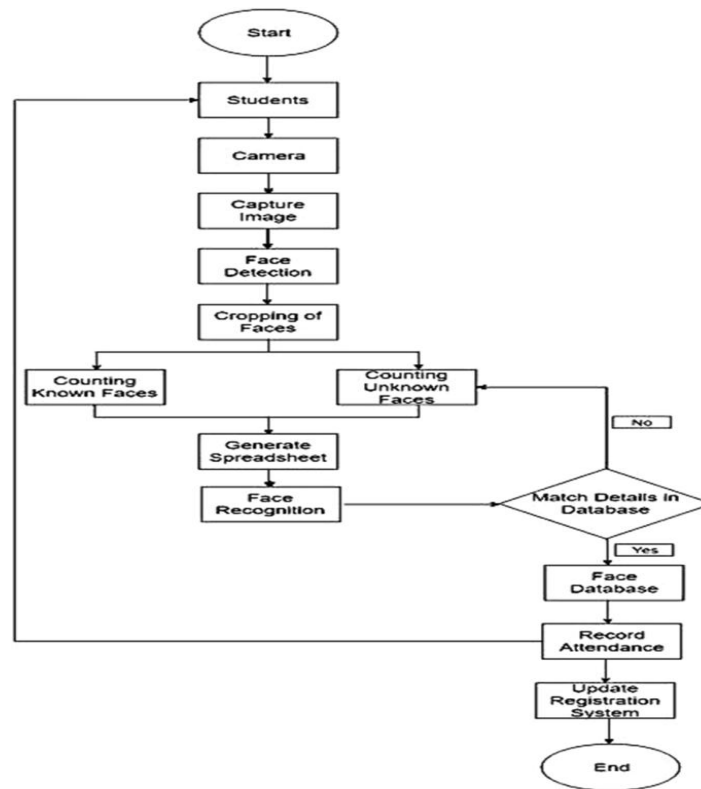 Start
Students
Camera
Capture
Image
Face
Detection
Cropping of
Faces
Counting
Known Faces
Counting
Unknown
Faces
No
Generate
Spreadsheet
Face
Recognition
Match Details in
Database
Yes
Face
Database
Record
Attendance
Update
Registration
System
End